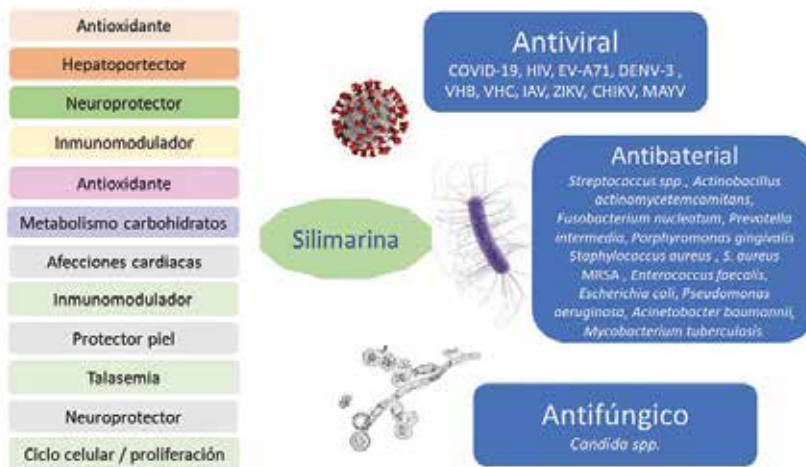 Antioxidante
Hepatoportector
Neuroprotector
Inmunomodulador
Antioxidante
Metabolismo carbohidratos
Afecciones cardiacas
Inmunomodulador
Protector piel
Talasemia
Neuroprotector
Ciclo celular / proliferación
Silimarina
Antiviral
COVID-19, HIV, EV-A71, DENV-3 ,
VHB, VHC, IAV, ZIKV, CHIKV, MAYV
Antibaterial
Streptococcus spp., Actinobacillus
actinomycetemcomitans,
Fusobacterium nucleatum, Prevotella
intermedia, Porphyromonas gingivalis
Staphylococcus aureus , S. aureus
MRSA , Enterococcus faecalis,
Escherichia coli, Pseudomonas
aeruginosa, Acinetobacter baumannii,
Mycobacterium tuberculosis
Antifúngico
Candida spp.